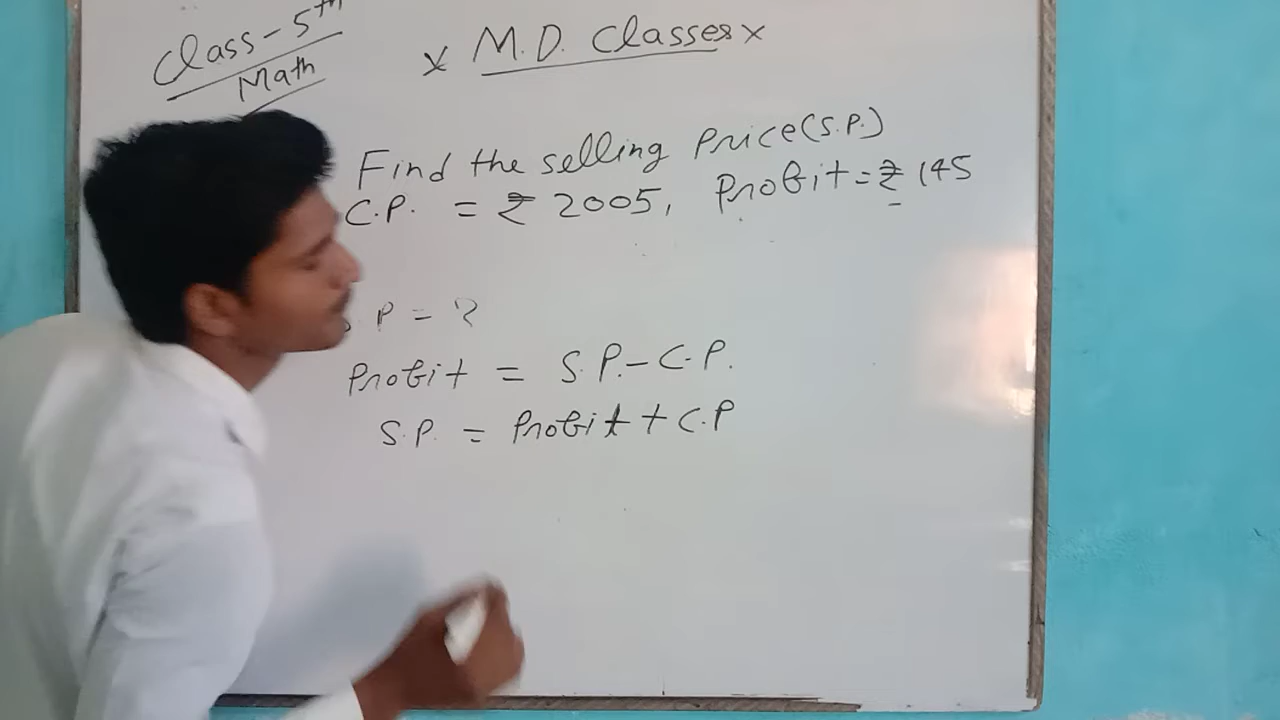 Class - 5th
Math
x M.D. Classes x
Find the selling Price (S.P.)
C.P. = ₹ 2005, Profit = ₹ 145
P = ?
Profit = S.P. - C.P.
S.P. = Profit + C.P